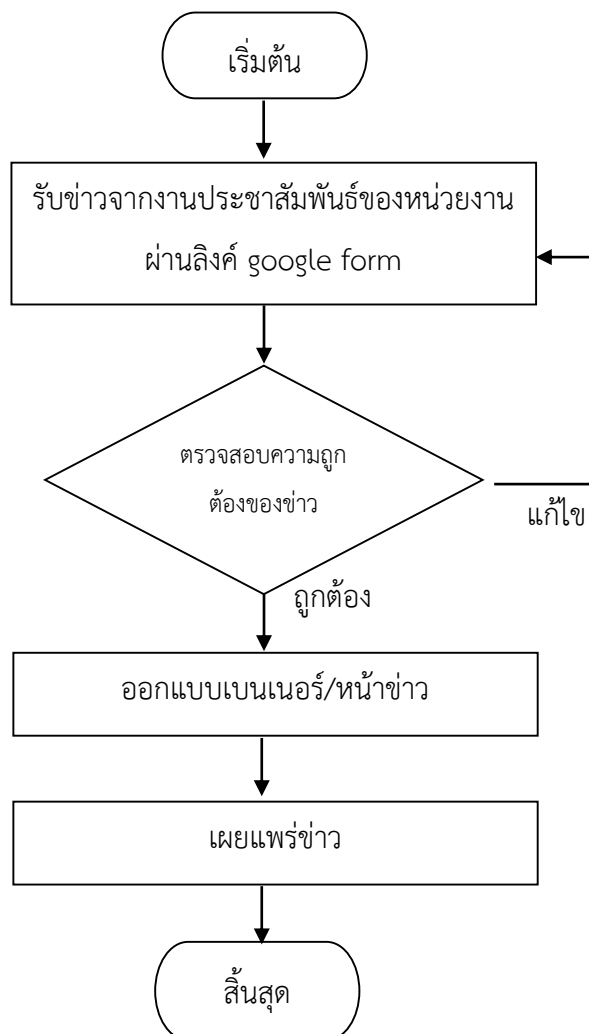 เริ่มต้น
รับข่าวจากงานประชาสัมพันธ์ของหน่วยงาน
ผ่านลิงค์ google form
ตรวจสอบความถูก
ต้องของข่าว
แก้ไข
ถูกต้อง
ออกแบบเบนเนอร์/หน้าข่าว
เผยแพร่ข่าว
สิ้นสุด